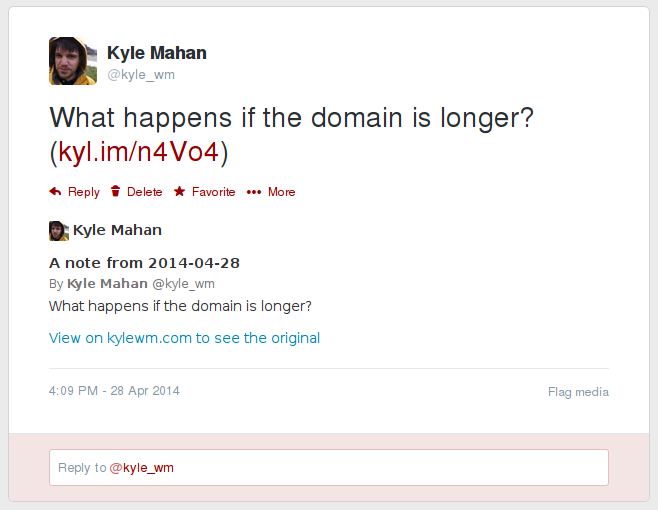 Kyle Mahan
@kyle_wm
What happens if the domain is longer?
(kyl.im/n4Vo4)
Reply Delete Favorite More
Kyle Mahan
A note from 2014-04-28
By Kyle Mahan @kyle_wm
What happens if the domain is longer?
View on kylewm.com to see the original
4:09 PM - 28 Apr 2014 Flag media
Reply to @kyle_wm